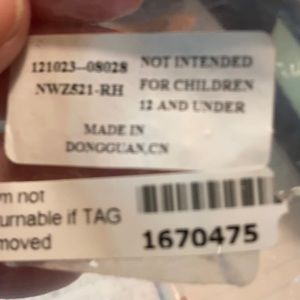 121023--08028
NWZ521-RH
NOT INTENDED
FOR CHILDREN
12 AND UNDER
MADE IN
DONGGUAN,CN
m not
urnable if TAG
moved
1670475